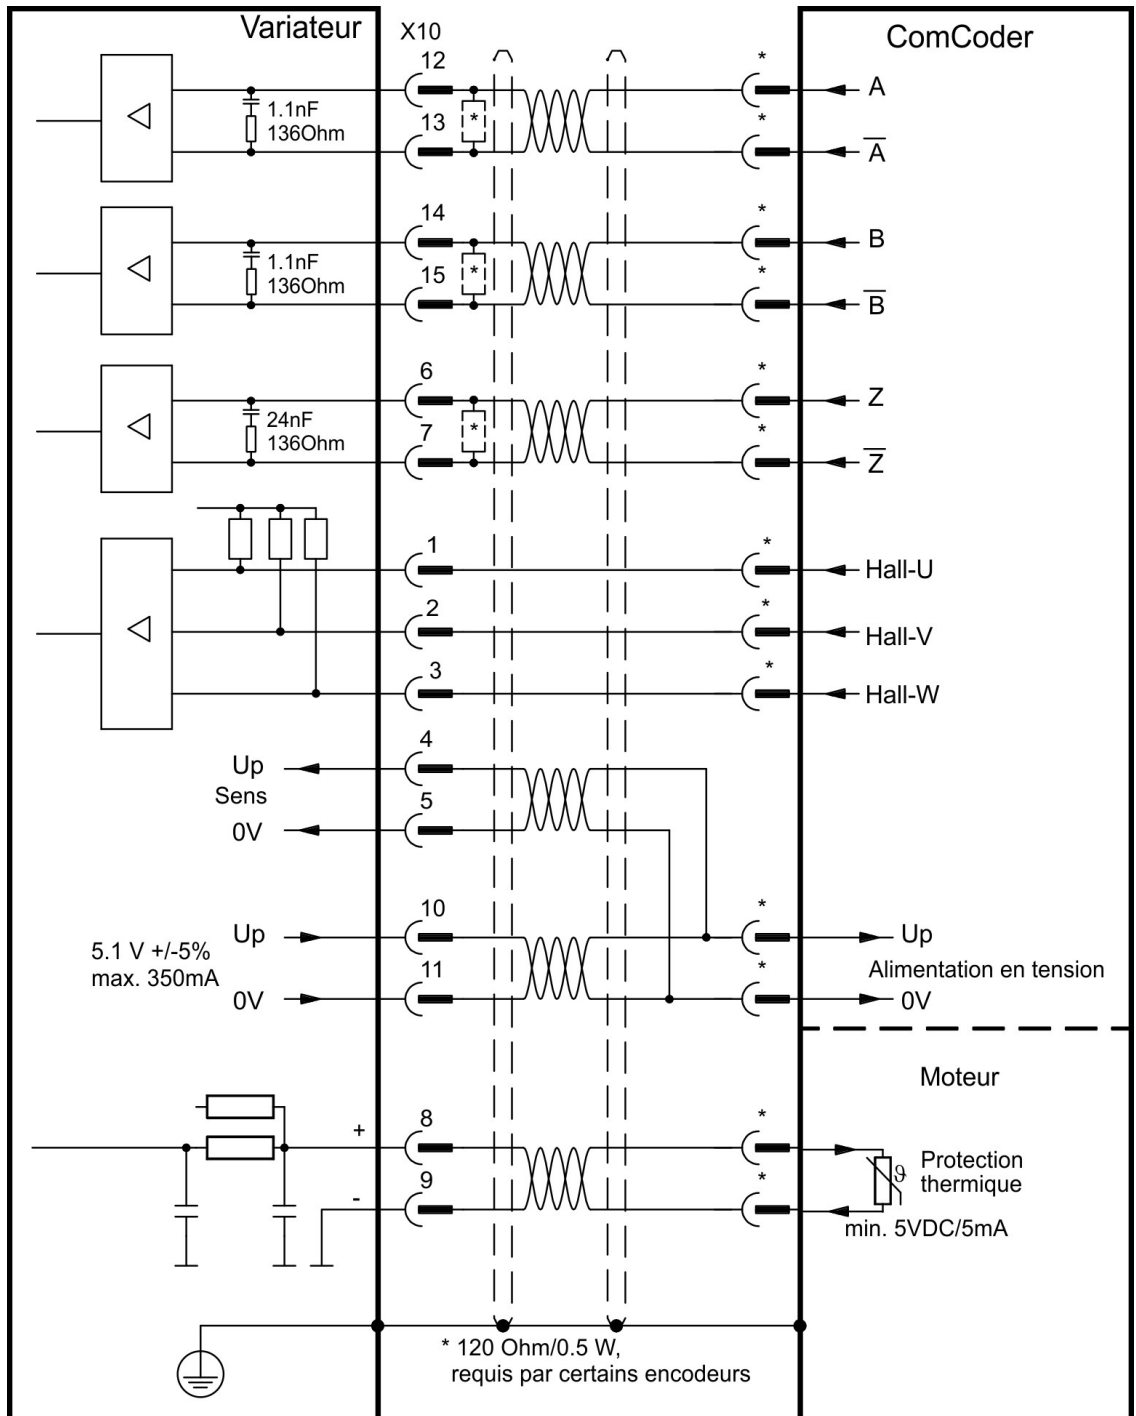 Variateur
X10
ComCoder
12
*
A
1.1nF
*
136Ohm
13
*
A̅
14
*
B
1.1nF
*
136Ohm
15
*
B̅
6
*
Z
24nF
*
136Ohm
7
*
Z̅
1
*
Hall-U
2
*
Hall-V
3
*
Hall-W
4
Up
Sens
5
0V
10
*
Up
Up
5.1 V +/-5%
max. 350mA
11
*
Alimentation en tension
0V
0V
Moteur
8
*
+
Protection
thermique
ϑ
9
*
-
min. 5VDC/5mA
* 120 Ohm/0.5 W,
requis par certains encodeurs